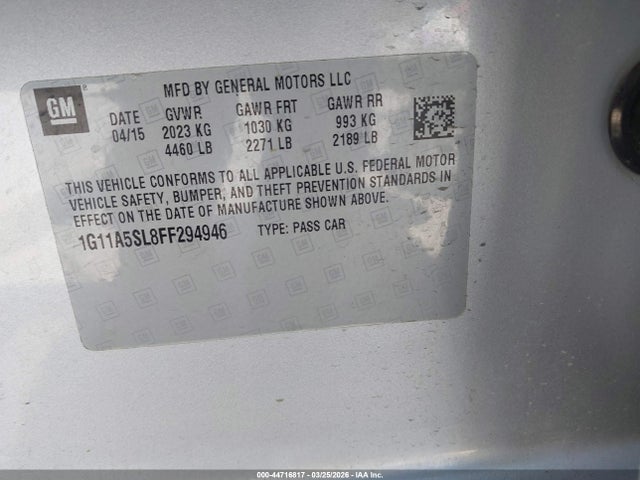 GM
MFD BY GENERAL MOTORS LLC
DATE GVWR GAWR FRT GAWR RR
04/15 2023 KG 1030 KG 993 KG
4460 LB 2271 LB 2189 LB
THIS VEHICLE CONFORMS TO ALL APPLICABLE U.S. FEDERAL MOTOR
VEHICLE SAFETY, BUMPER, AND THEFT PREVENTION STANDARDS IN
EFFECT ON THE DATE OF MANUFACTURE SHOWN ABOVE.
1G11A5SL8FF294946 TYPE: PASS CAR
000-44716817 | 03/25/2026 | IAA Inc.